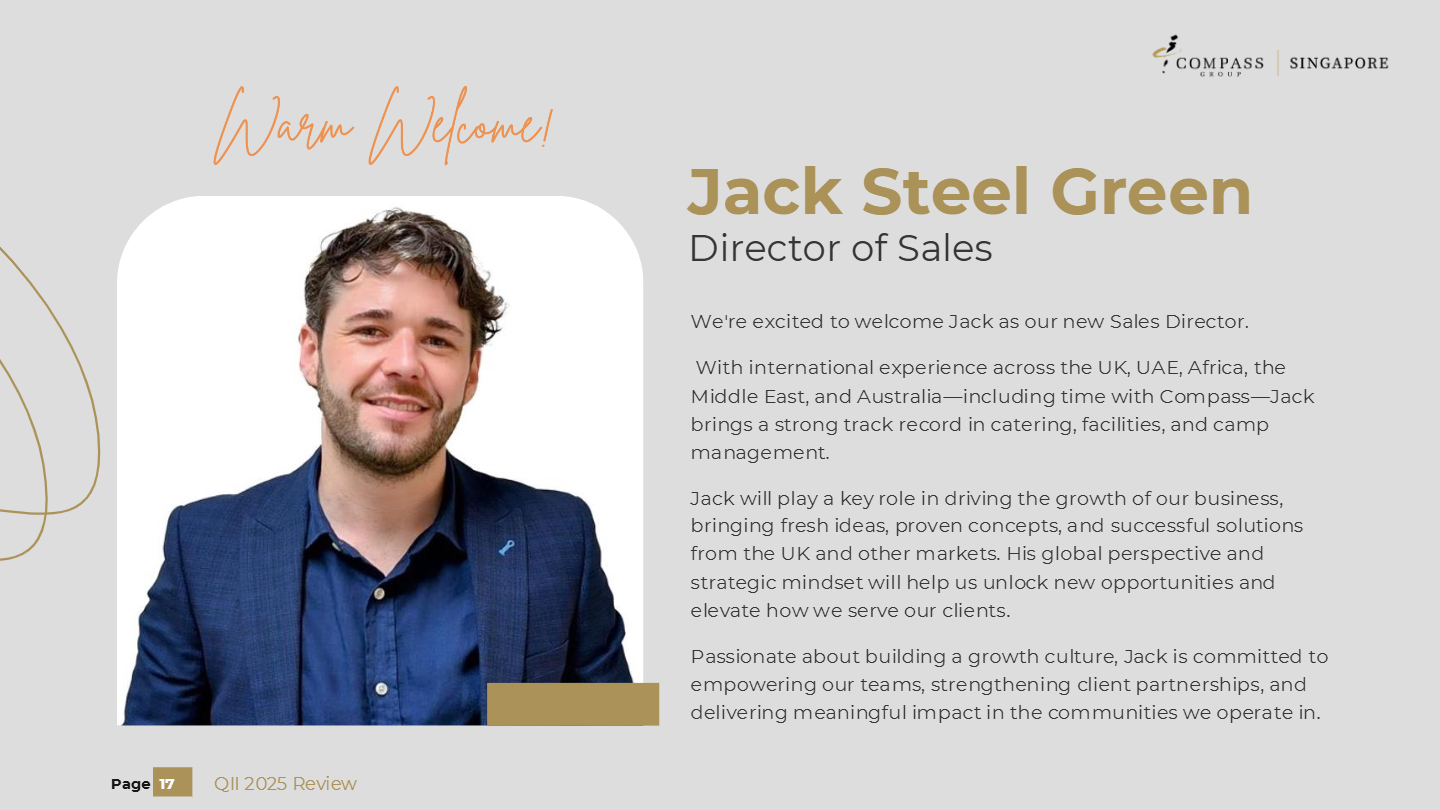 COMPASS
GROUP
SINGAPORE
Warm Welcome!
Jack Steel Green
Director of Sales
We're excited to welcome Jack as our new Sales Director.
With international experience across the UK, UAE, Africa, the
Middle East, and Australia—including time with Compass—Jack
brings a strong track record in catering, facilities, and camp
management.
Jack will play a key role in driving the growth of our business,
bringing fresh ideas, proven concepts, and successful solutions
from the UK and other markets. His global perspective and
strategic mindset will help us unlock new opportunities and
elevate how we serve our clients.
Passionate about building a growth culture, Jack is committed to
empowering our teams, strengthening client partnerships, and
delivering meaningful impact in the communities we operate in.
Page 17
QII 2025 Review